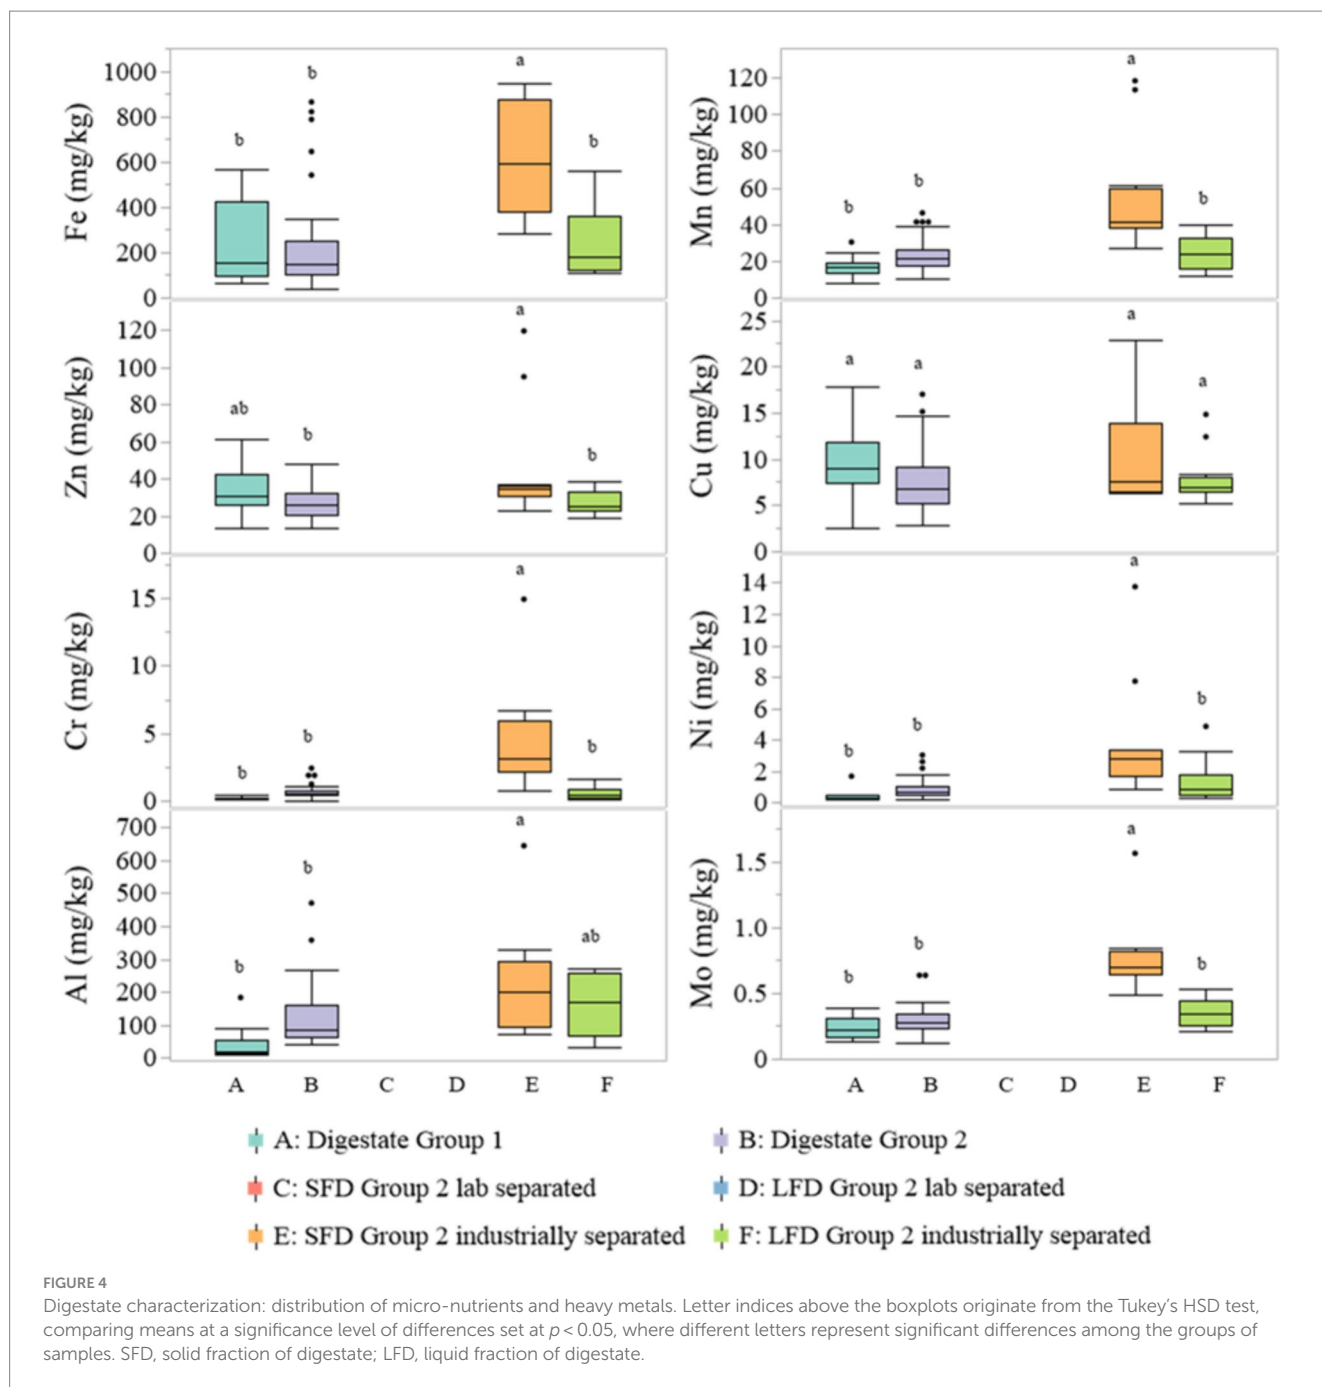 Fe (mg/kg)
1000
800
600
400
200
0
b
b
a
b
Mn (mg/kg)
120
100
80
60
40
20
0
b
b
a
b
Zn (mg/kg)
120
100
80
60
40
20
0
ab
b
a
b
Cu (mg/kg)
25
20
15
10
5
0
a
a
a
a
Cr (mg/kg)
15
10
5
0
b
b
a
b
Ni (mg/kg)
14
12
10
8
6
4
2
0
b
b
a
b
Al (mg/kg)
700
600
500
400
300
200
100
0
b
b
a
ab
Mo (mg/kg)
1.5
1.0
0.5
0
b
b
a
b
A B C D E F
A B C D E F
A: Digestate Group 1
B: Digestate Group 2
C: SFD Group 2 lab separated
D: LFD Group 2 lab separated
E: SFD Group 2 industrially separated
F: LFD Group 2 industrially separated
FIGURE 4
Digestate characterization: distribution of micro-nutrients and heavy metals. Letter indices above the boxplots originate from the Tukey's HSD test,
comparing means at a significance level of differences set at p < 0.05, where different letters represent significant differences among the groups of
samples. SFD, solid fraction of digestate; LFD, liquid fraction of digestate.